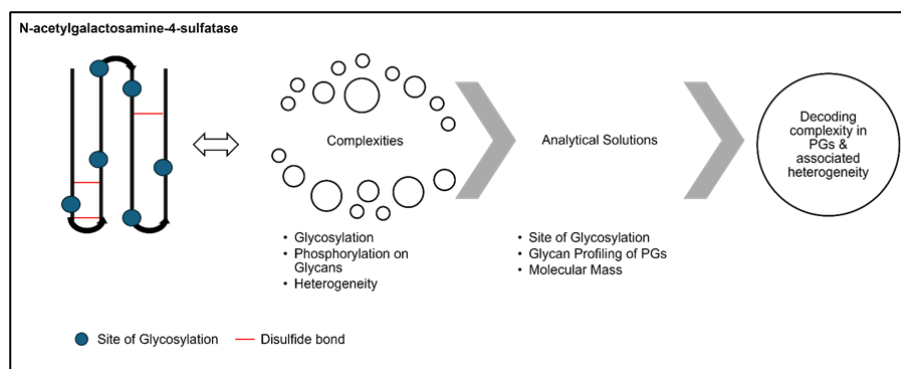 N-acetylgalactosamine-4-sulfatase
Complexities
Analytical Solutions
Decoding
complexity in
PGs &
associated
heterogeneity
• Glycosylation
• Phosphorylation on
Glycans
• Heterogeneity
• Site of Glycosylation
• Glycan Profiling of PGs
• Molecular Mass
Site of Glycosylation
Disulfide bond